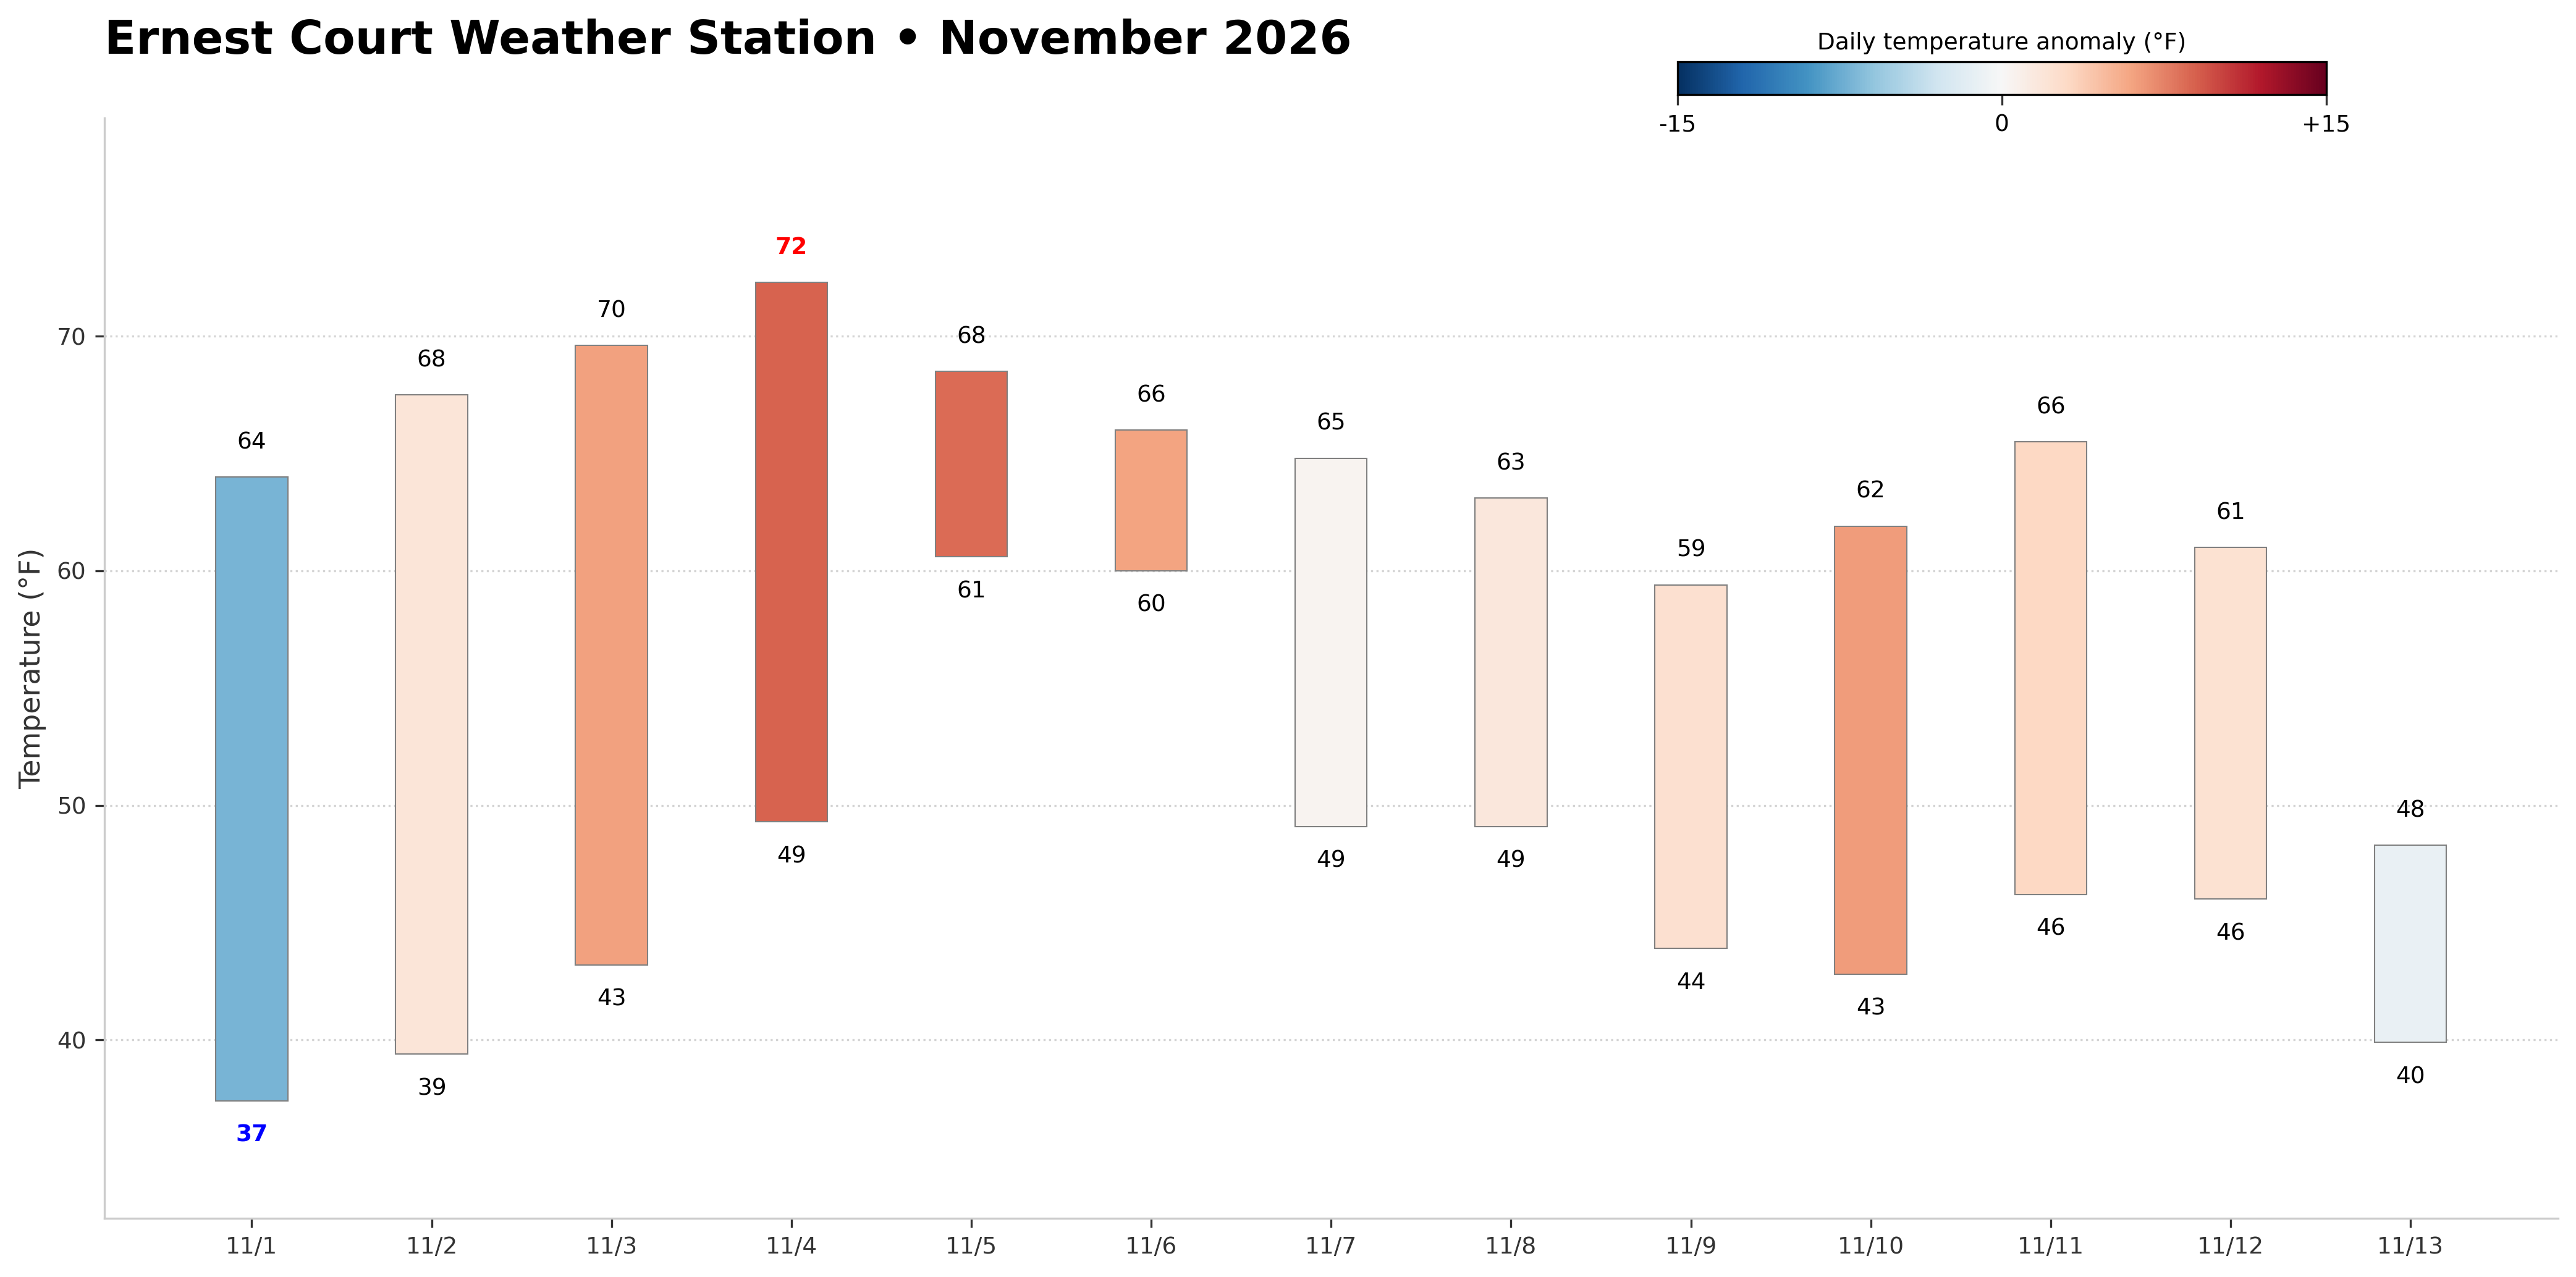 Ernest Court Weather Station • November 2026
Daily temperature anomaly (°F)
-15 0 +15
Temperature (°F)
70
60
50
40
64 68 70 72 68 66 65 63 59 62 66 61 48
37 39 43 49 61 60 49 49 44 43 46 46 40
11/1 11/2 11/3 11/4 11/5 11/6 11/7 11/8 11/9 11/10 11/11 11/12 11/13